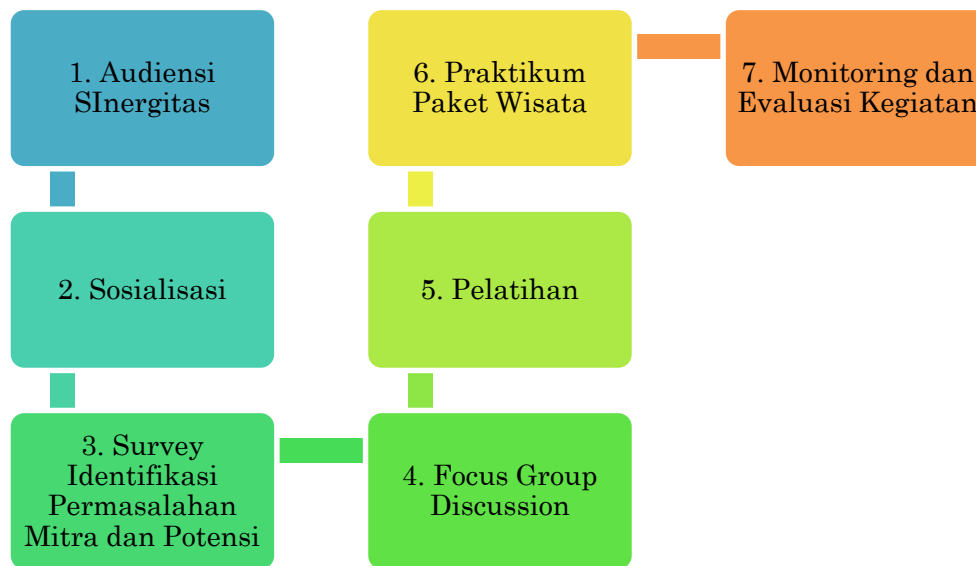 1. Audiensi
SInergitas
2. Sosialisasi
3. Survey
Identifikasi
Permasalahan
Mitra dan Potensi
4. Focus Group
Discussion
5. Pelatihan
6. Praktikum
Paket Wisata
7. Monitoring dan
Evaluasi Kegiatan